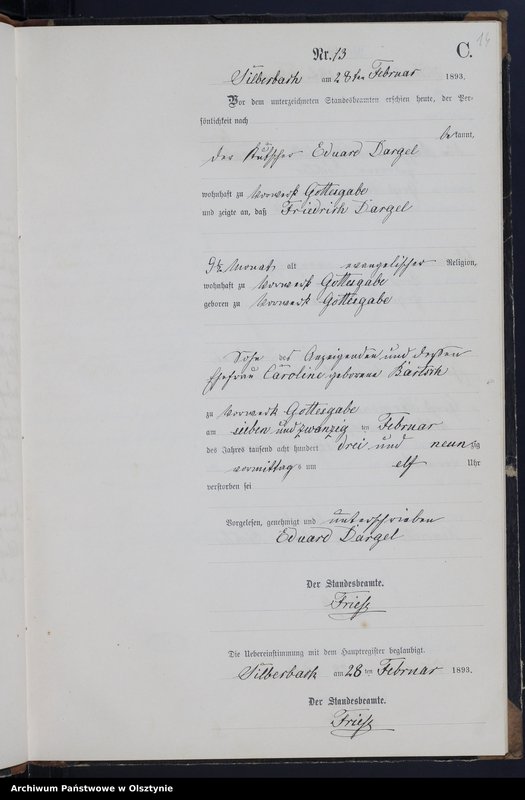 14
Nr. 13
C.
Silberbach am 28ten Februar 1893.
Vor dem unterzeichneten Standesbeamten erschien heute, der Per-
sönlichkeit nach
bekannt,
der Kutscher Eduard Dargel
wohnhaft zu Vorwerk Gottesgabe
und zeigte an, daß Friedrich Dargel
Monat alt evangelischer Religion,
wohnhaft zu Vorwerk Gottesgabe
geboren zu Vorwerk Gottesgabe
Sohn des Anzeigenden und dessen
Ehefrau Caroline geborene Bartsch
zu Vorwerk Gottesgabe
am sieben und zwanzig ten Februar
des Jahres tausend acht hundert drei und neunzig
vormittags um elf Uhr
verstorben sei
Vorgelesen, genehmigt und unterschrieben
Eduard Dargel
Der Standesbeamte.
Friese
Die Uebereinstimmung mit dem Hauptregister beglaubigt.
Silberbach am 28ten Februar 1893.
Der Standesbeamte.
Friese
Archiwum Państwowe w Olsztynie